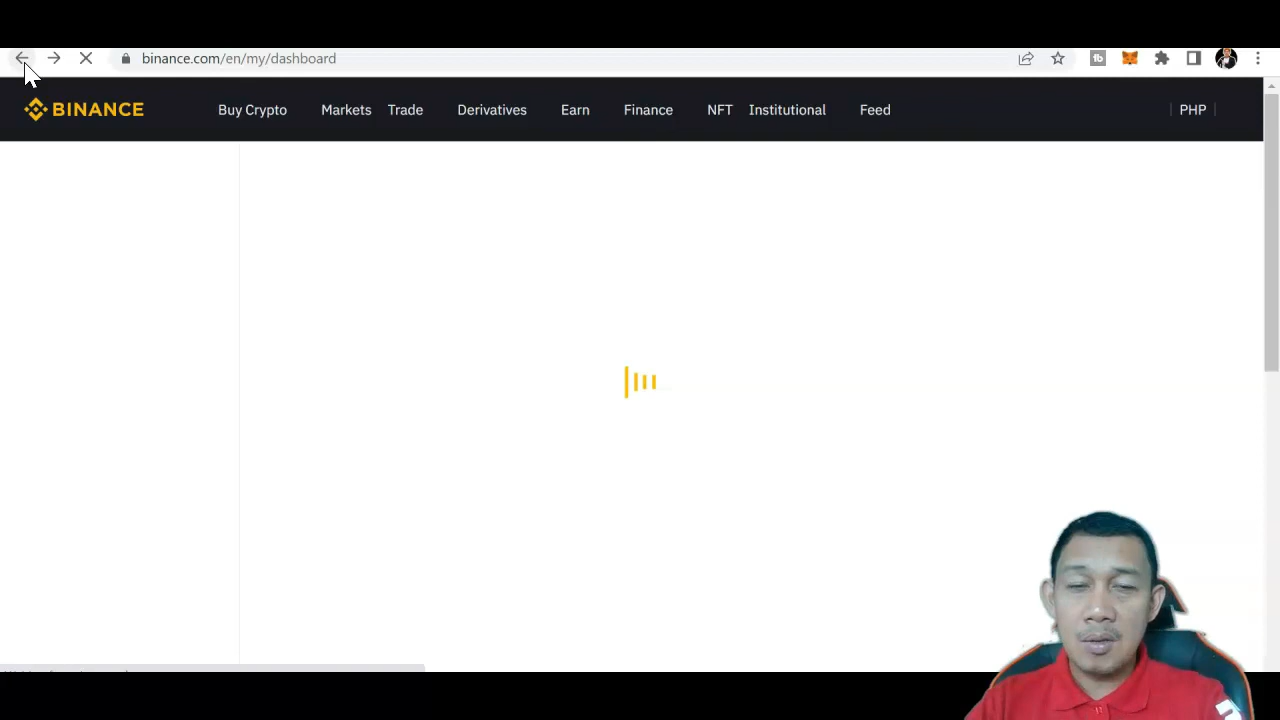 binance.com/en/my/dashboard
BINANCE Buy Crypto Markets Trade Derivatives Earn Finance NFT Institutional Feed PHP